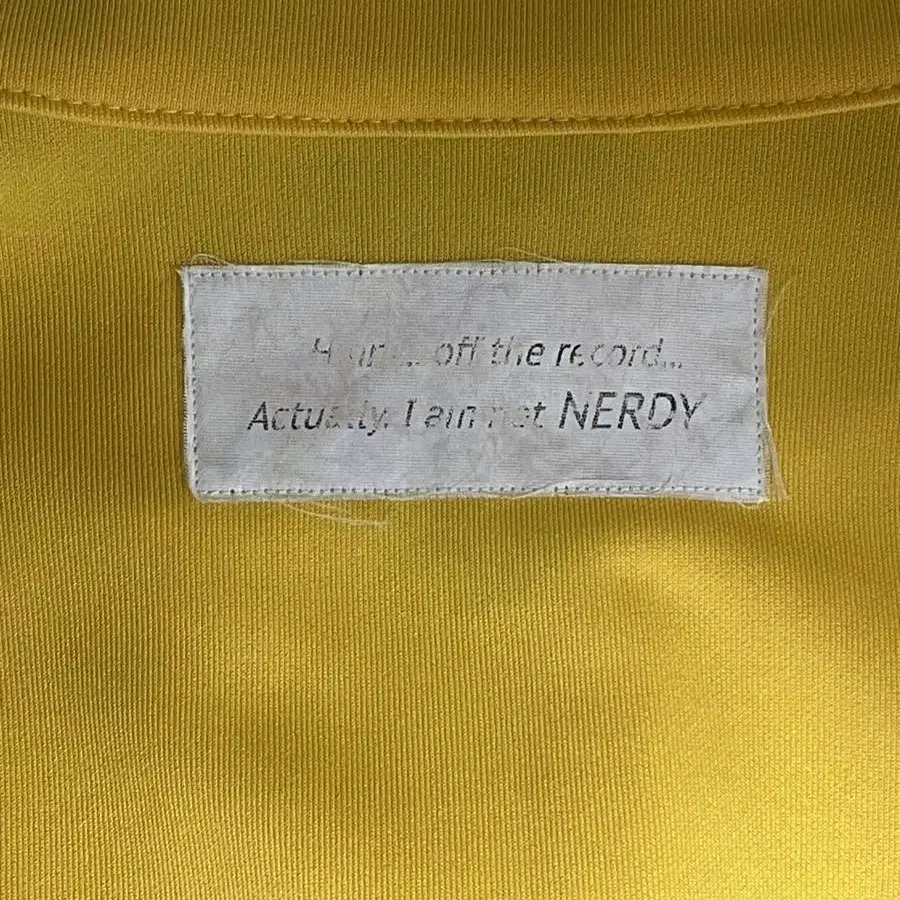 off the record...
Actually, I am not NERDY